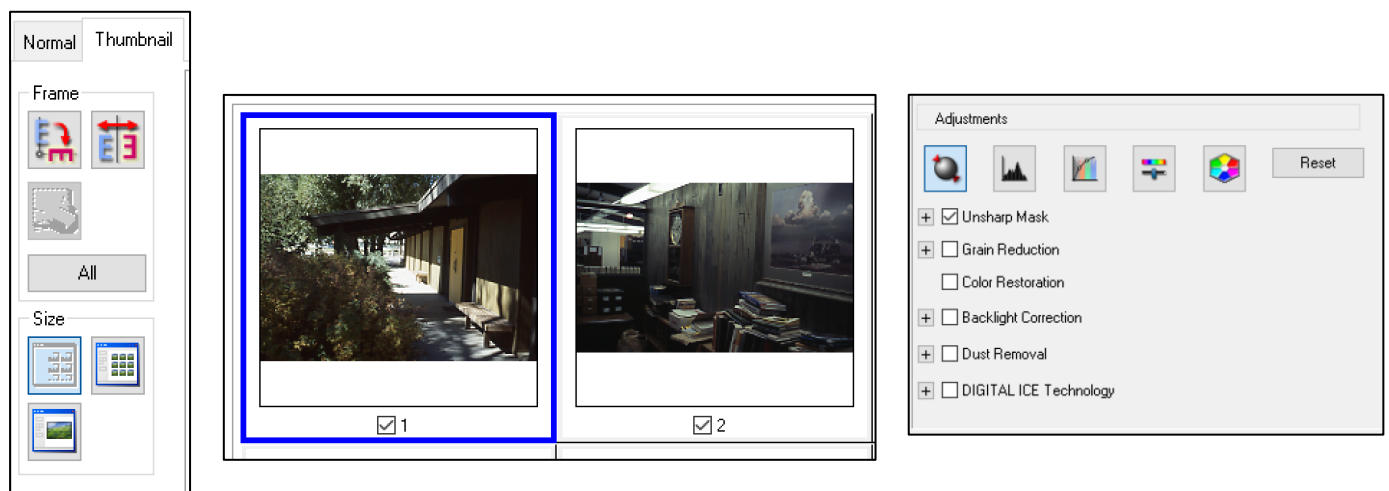 Normal Thumbnail
Frame
All
Size
1 2
Adjustments
Reset
Unsharp Mask
Grain Reduction
Color Restoration
Backlight Correction
Dust Removal
DIGITAL ICE Technology